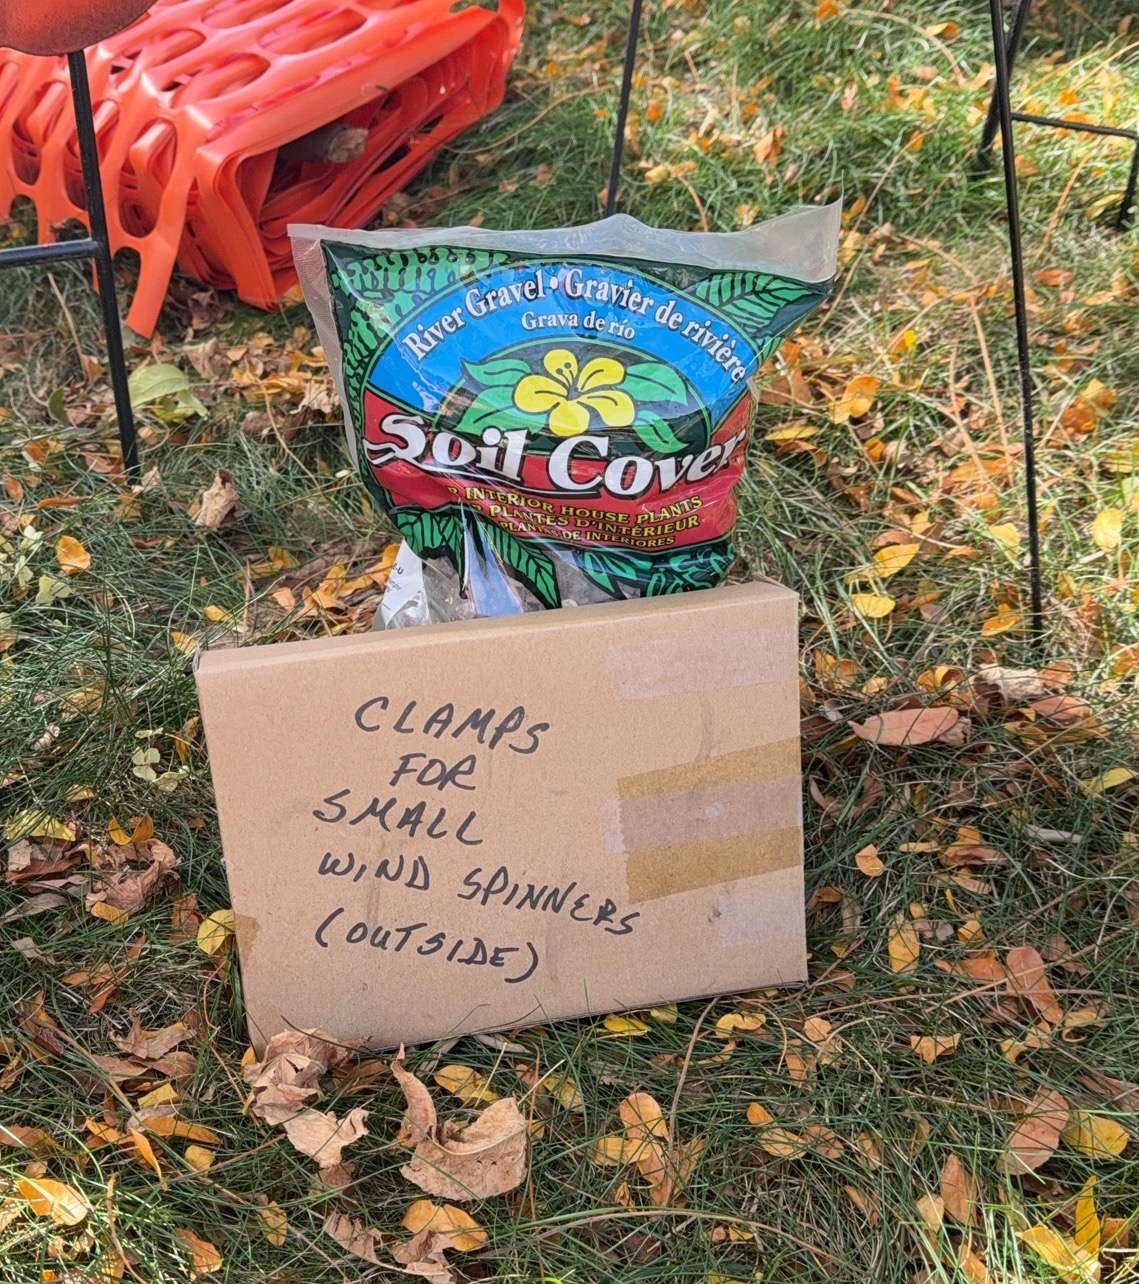 River Gravel • Gravier de rivière
Grava de río
Soil Cover
INTERIOR HOUSE PLANTS
PLANTES D'INTÉRIEUR
PLANTAS DE INTERIORES
CLAMPS
FOR
SMALL
WIND SPINNERS
(OUTSIDE)